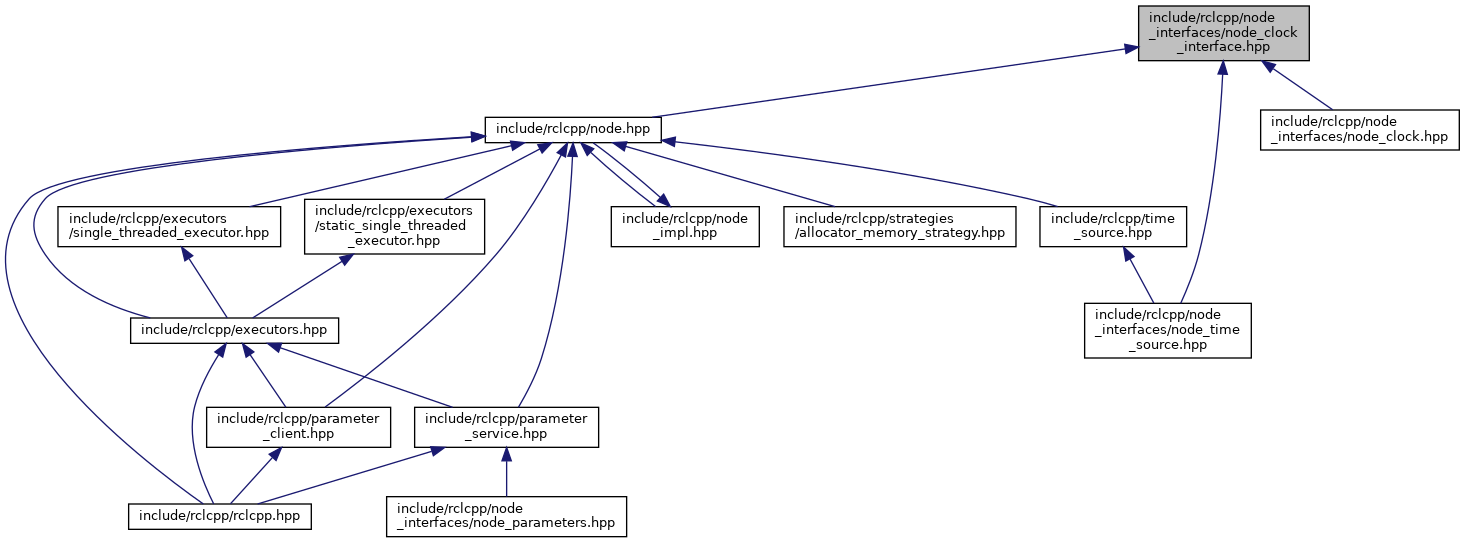 include/rclcpp/node
_interfaces/node_clock
_interface.hpp
include/rclcpp/node.hpp
include/rclcpp/node
_interfaces/node_clock.hpp
include/rclcpp/executors
/single_threaded_executor.hpp
include/rclcpp/executors
/static_single_threaded
_executor.hpp
include/rclcpp/node
_impl.hpp
include/rclcpp/strategies
/allocator_memory_strategy.hpp
include/rclcpp/time
_source.hpp
include/rclcpp/executors.hpp
include/rclcpp/node
_interfaces/node_time
_source.hpp
include/rclcpp/parameter
_client.hpp
include/rclcpp/parameter
_service.hpp
include/rclcpp/rclcpp.hpp
include/rclcpp/node
_interfaces/node_parameters.hpp